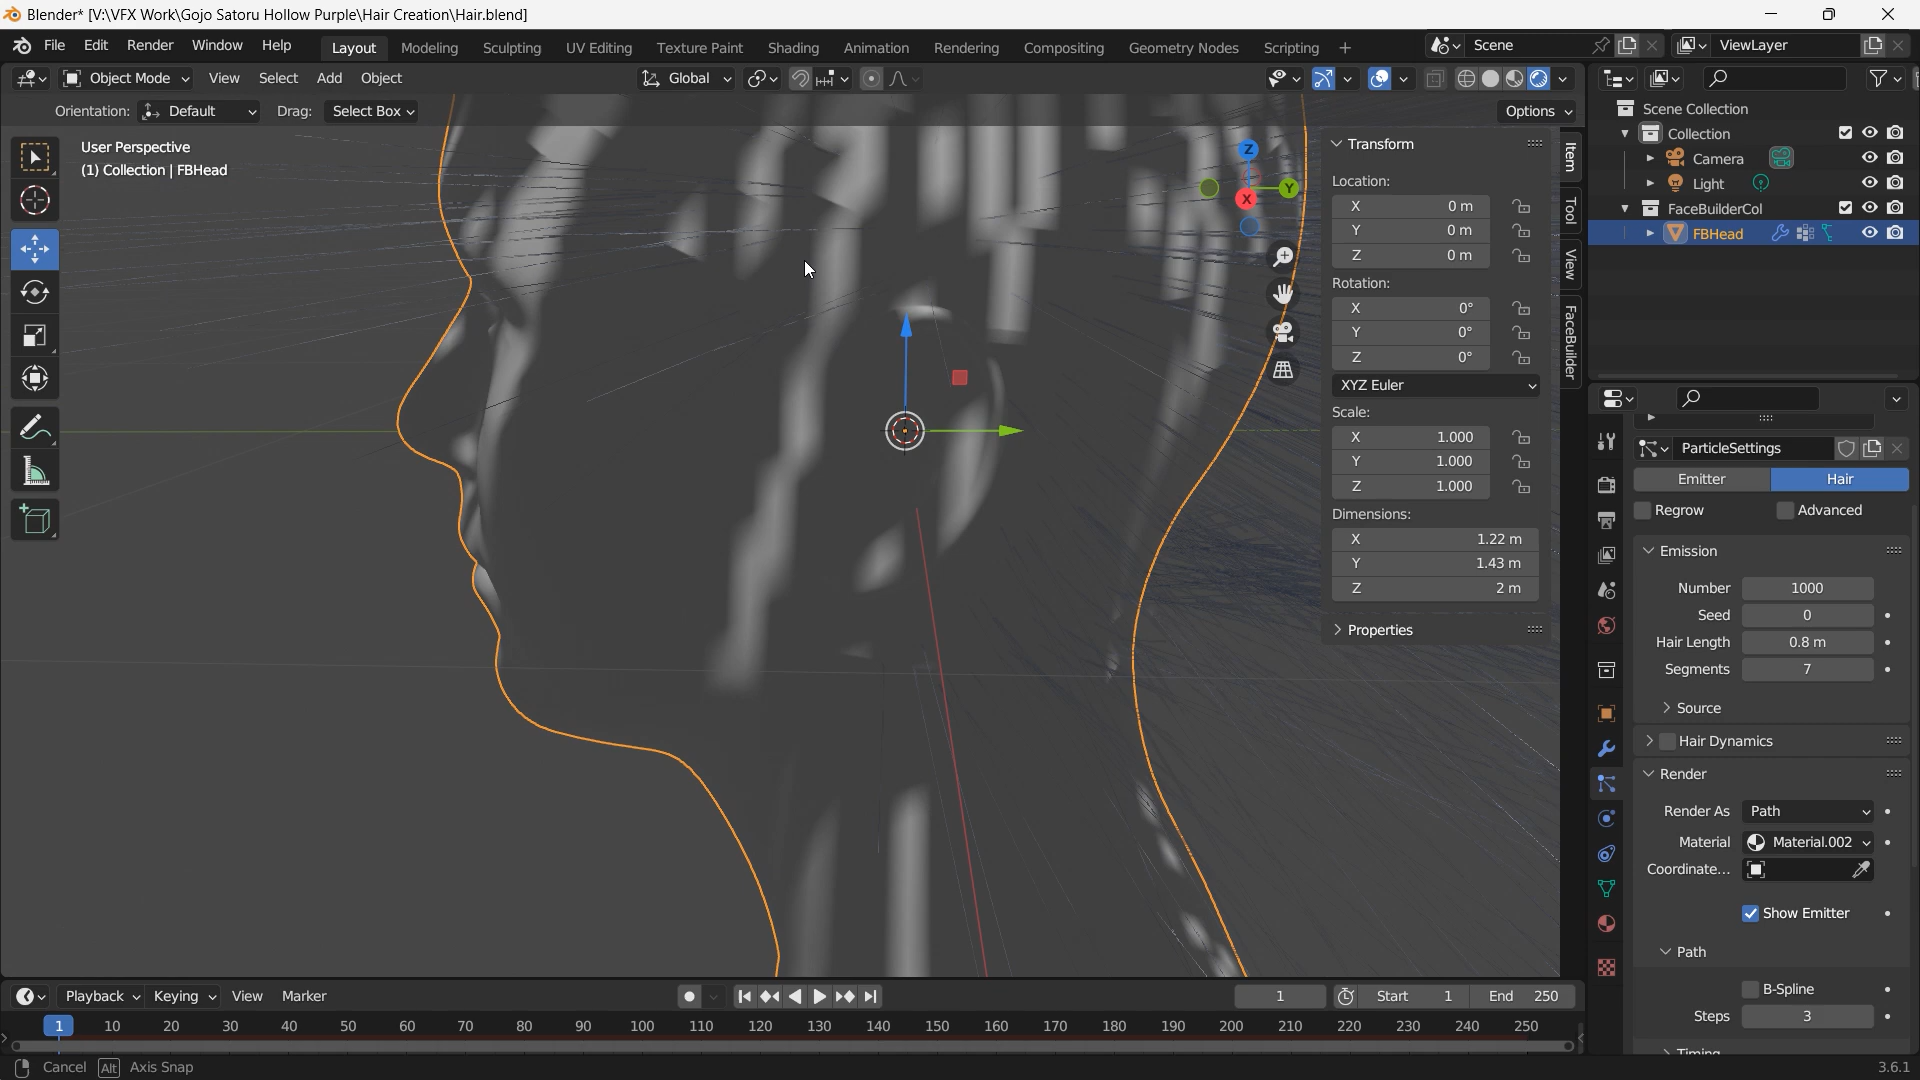 Blender* [V:\VFX Work\Gojo Satoru Hollow Purple\Hair Creation\Hair.blend]
File Edit Render Window Help Layout Modeling Sculpting UV Editing Texture Paint Shading Animation Rendering Compositing Geometry Nodes Scripting + Scene ViewLayer
Object Mode View Select Add Object Global
Orientation: Default Drag: Select Box Options
User Perspective
(1) Collection | FBHead
Z
Y
X
Transform
Location:
X 0 m
Y 0 m
Z 0 m
Rotation:
X 0°
Y 0°
Z 0°
XYZ Euler
Scale:
X 1.000
Y 1.000
Z 1.000
Dimensions:
X 1.22 m
Y 1.43 m
Z 2 m
Properties
Item
Tool
View
FaceBuilder
Scene Collection
Collection
Camera
Light
FaceBuilderCol
FBHead
ParticleSettings
Emitter Hair
Regrow Advanced
Emission
Number 1000
Seed 0
Hair Length 0.8 m
Segments 7
Source
Hair Dynamics
Render
Render As Path
Material Material.002
Coordinate...
Show Emitter
Path
B-Spline
Steps 3
Timing
Playback Keying View Marker 1 Start 1 End 250
1 10 20 30 40 50 60 70 80 90 100 110 120 130 140 150 160 170 180 190 200 210 220 230 240 250
Cancel Alt Axis Snap 3.6.1